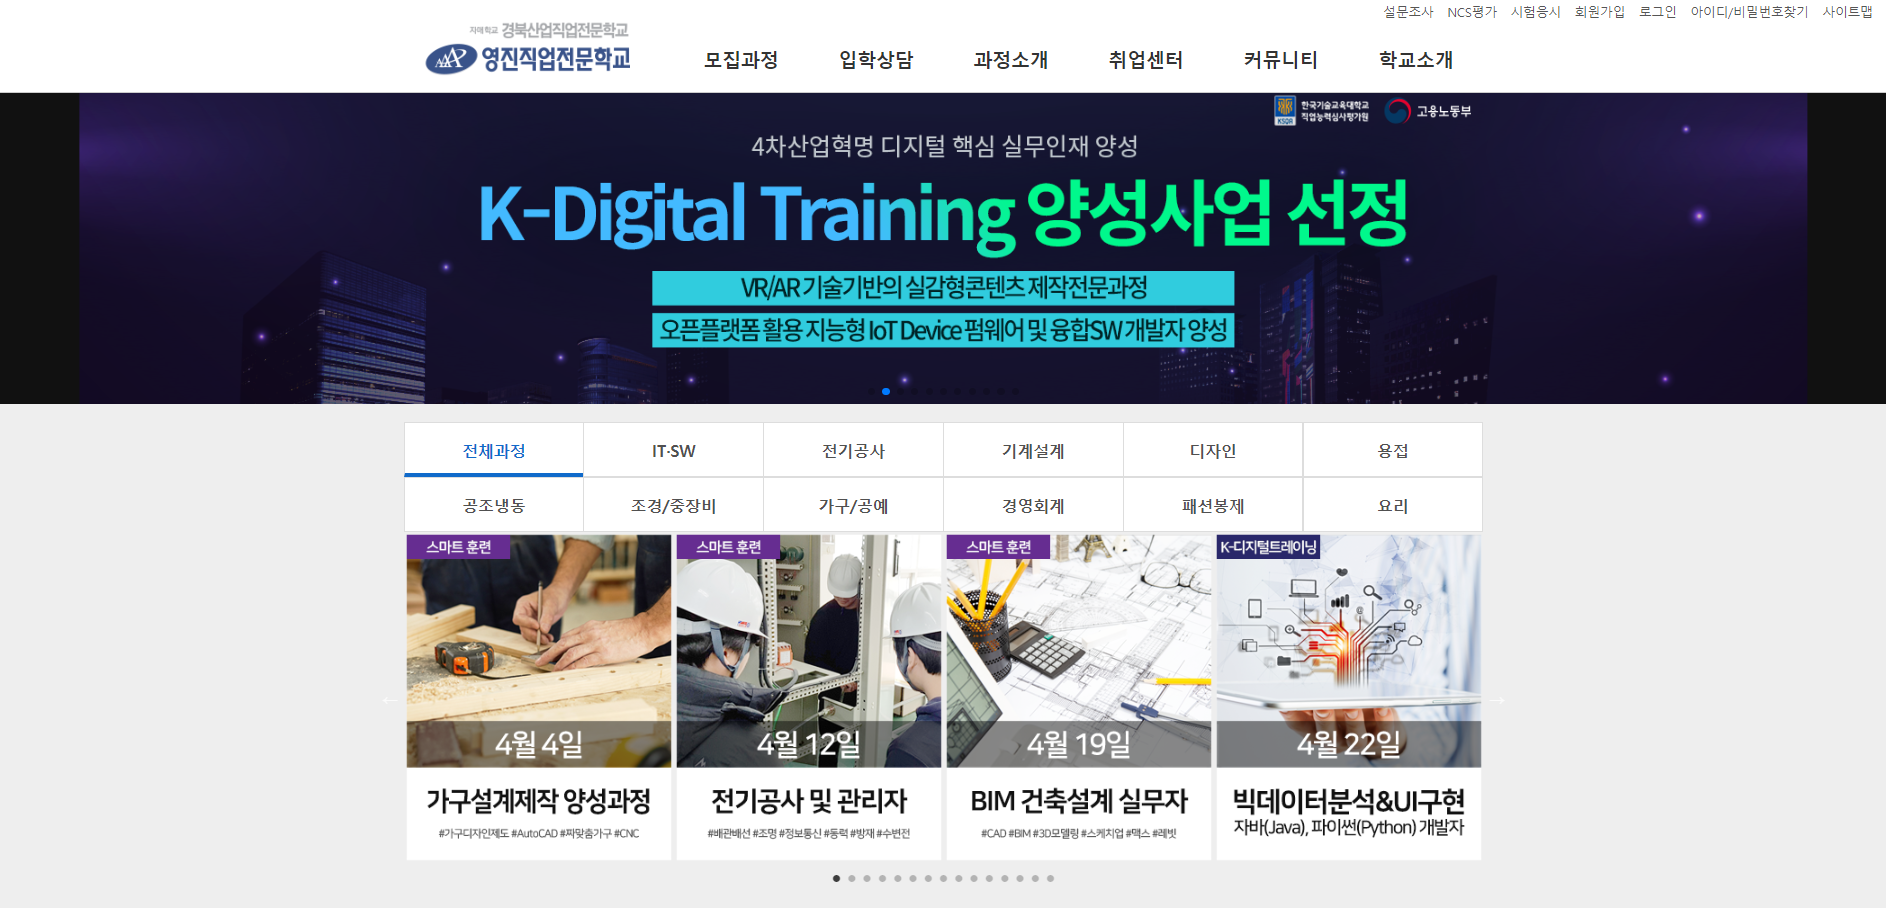 설문조사 NCS평가 시험응시 회원가입 로그인 아이디/비밀번호찾기 사이트맵
자매학교 경북산업직업전문학교
영진직업전문학교
모집과정 입학상담 과정소개 취업센터 커뮤니티 학교소개
KSQA 한국기술교육대학교 직업능력심사평가원 고용노동부
4차산업혁명 디지털 핵심 실무인재 양성
K-Digital Training 양성사업 선정
VR/AR 기술기반의 실감형콘텐츠 제작전문과정
오픈플랫폼 활용 지능형 IoT Device 펌웨어 및 융합SW 개발자 양성
전체과정 IT·SW 전기공사 기계설계 디자인 용접
공조냉동 조경/중장비 가구/공예 경영회계 패션봉제 요리
스마트 훈련 스마트 훈련 스마트 훈련 K-디지털트레이닝
4월 4일 4월 12일 4월 19일 4월 22일
가구설계제작 양성과정 전기공사 및 관리자 BIM 건축설계 실무자 빅데이터분석&UI구현
#가구디자인제도 #AutoCAD #짜맞춤가구 #CNC #배관배선 #조명 #정보통신 #동력 #방재 #수변전 #CAD #BIM #3D모델링 #스케치업 #맥스 #레빗 자바(Java), 파이썬(Python) 개발자